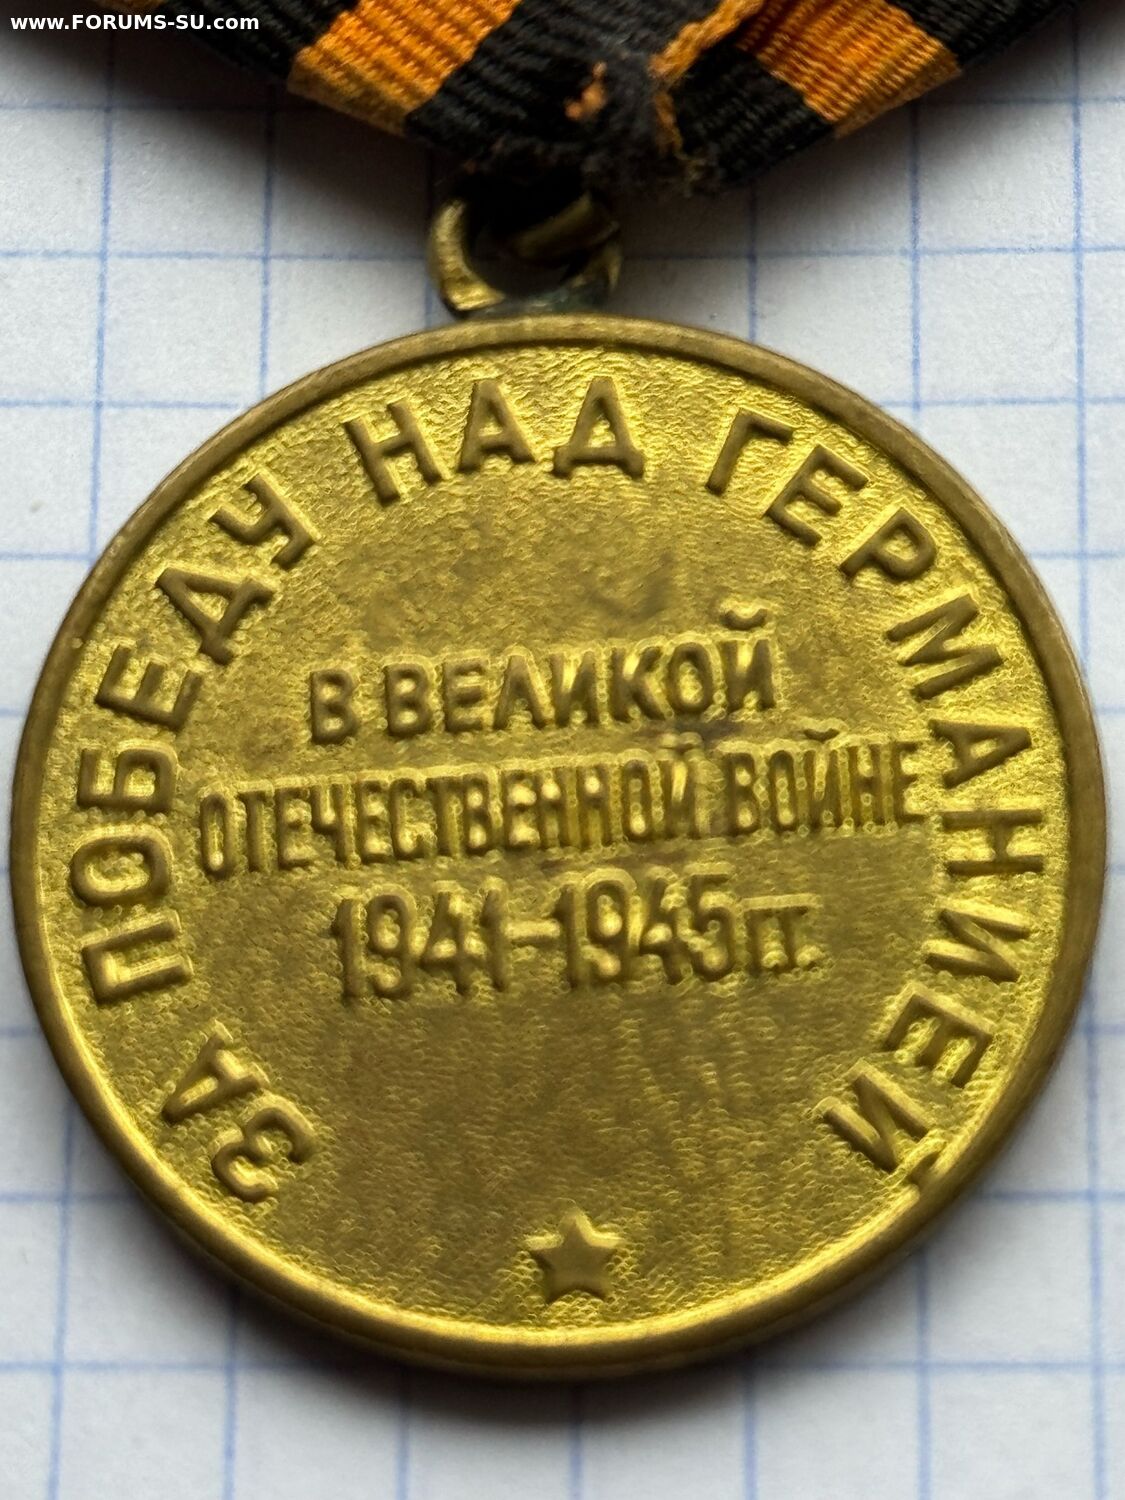 www.FORUMS-SU.com
ЗА ПОБЕДУ НАД ГЕРМАНИЕЙ
В ВЕЛИКОЙ
ОТЕЧЕСТВЕННОЙ ВОЙНЕ
1941-1945 ГГ.